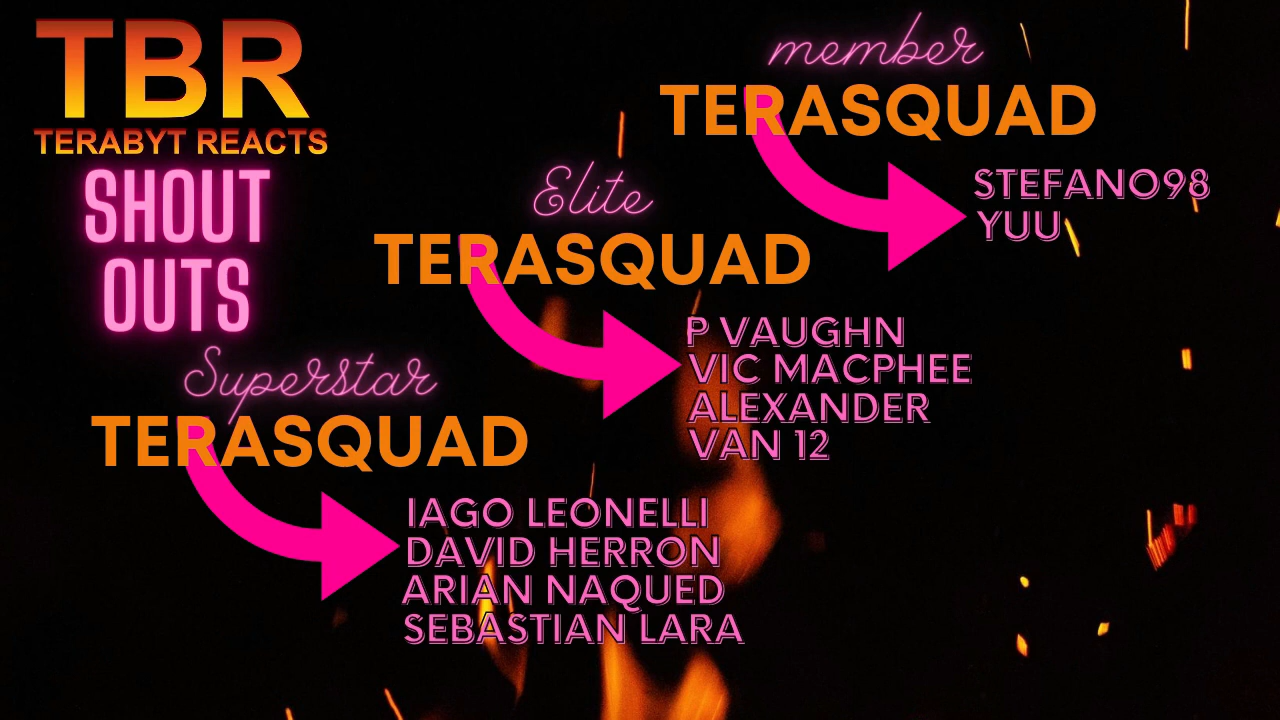 TBR
TERABYT REACTS
SHOUT
OUTS
member
TERASQUAD
STEFANO98
YUU
Elite
TERASQUAD
P VAUGHN
VIC MACPHEE
ALEXANDER
VAN 12
Superstar
TERASQUAD
IAGO LEONELLI
DAVID HERRON
ARIAN NAQUED
SEBASTIAN LARA